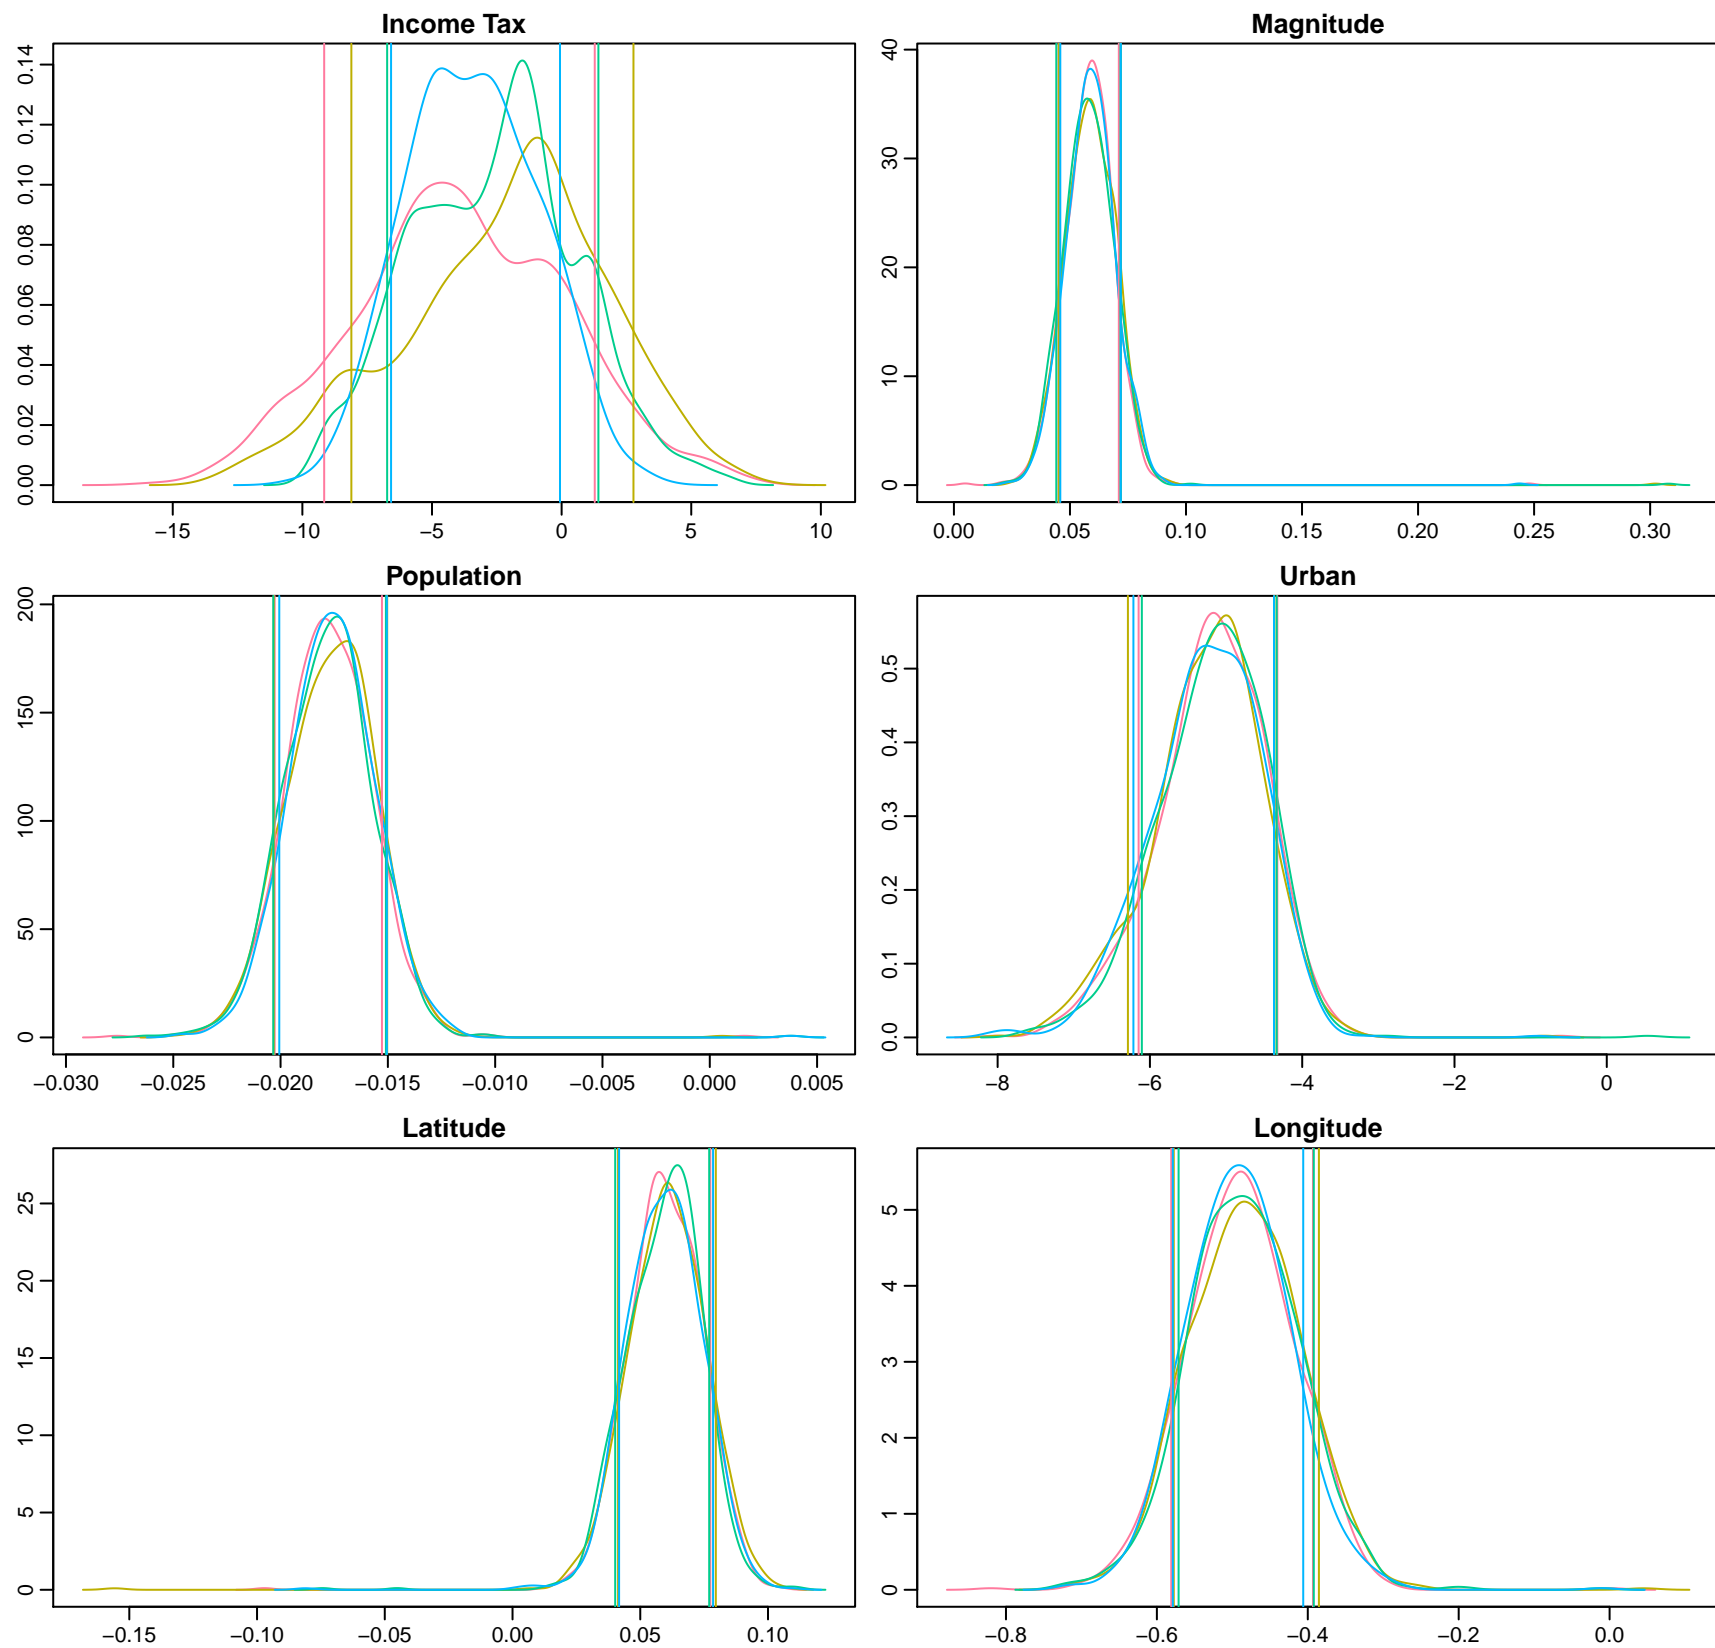 Income Tax
0.00 0.02 0.04 0.06 0.08 0.10 0.12 0.14
−15 −10 −5 0 5 10
Magnitude
0 10 20 30 40
0.00 0.05 0.10 0.15 0.20 0.25 0.30
Population
0 50 100 150 200
−0.030 −0.025 −0.020 −0.015 −0.010 −0.005 0.000 0.005
Urban
0.0 0.1 0.2 0.3 0.4 0.5
−8 −6 −4 −2 0
Latitude
0 5 10 15 20 25
−0.15 −0.10 −0.05 0.00 0.05 0.10
Longitude
0 1 2 3 4 5
−0.8 −0.6 −0.4 −0.2 0.0